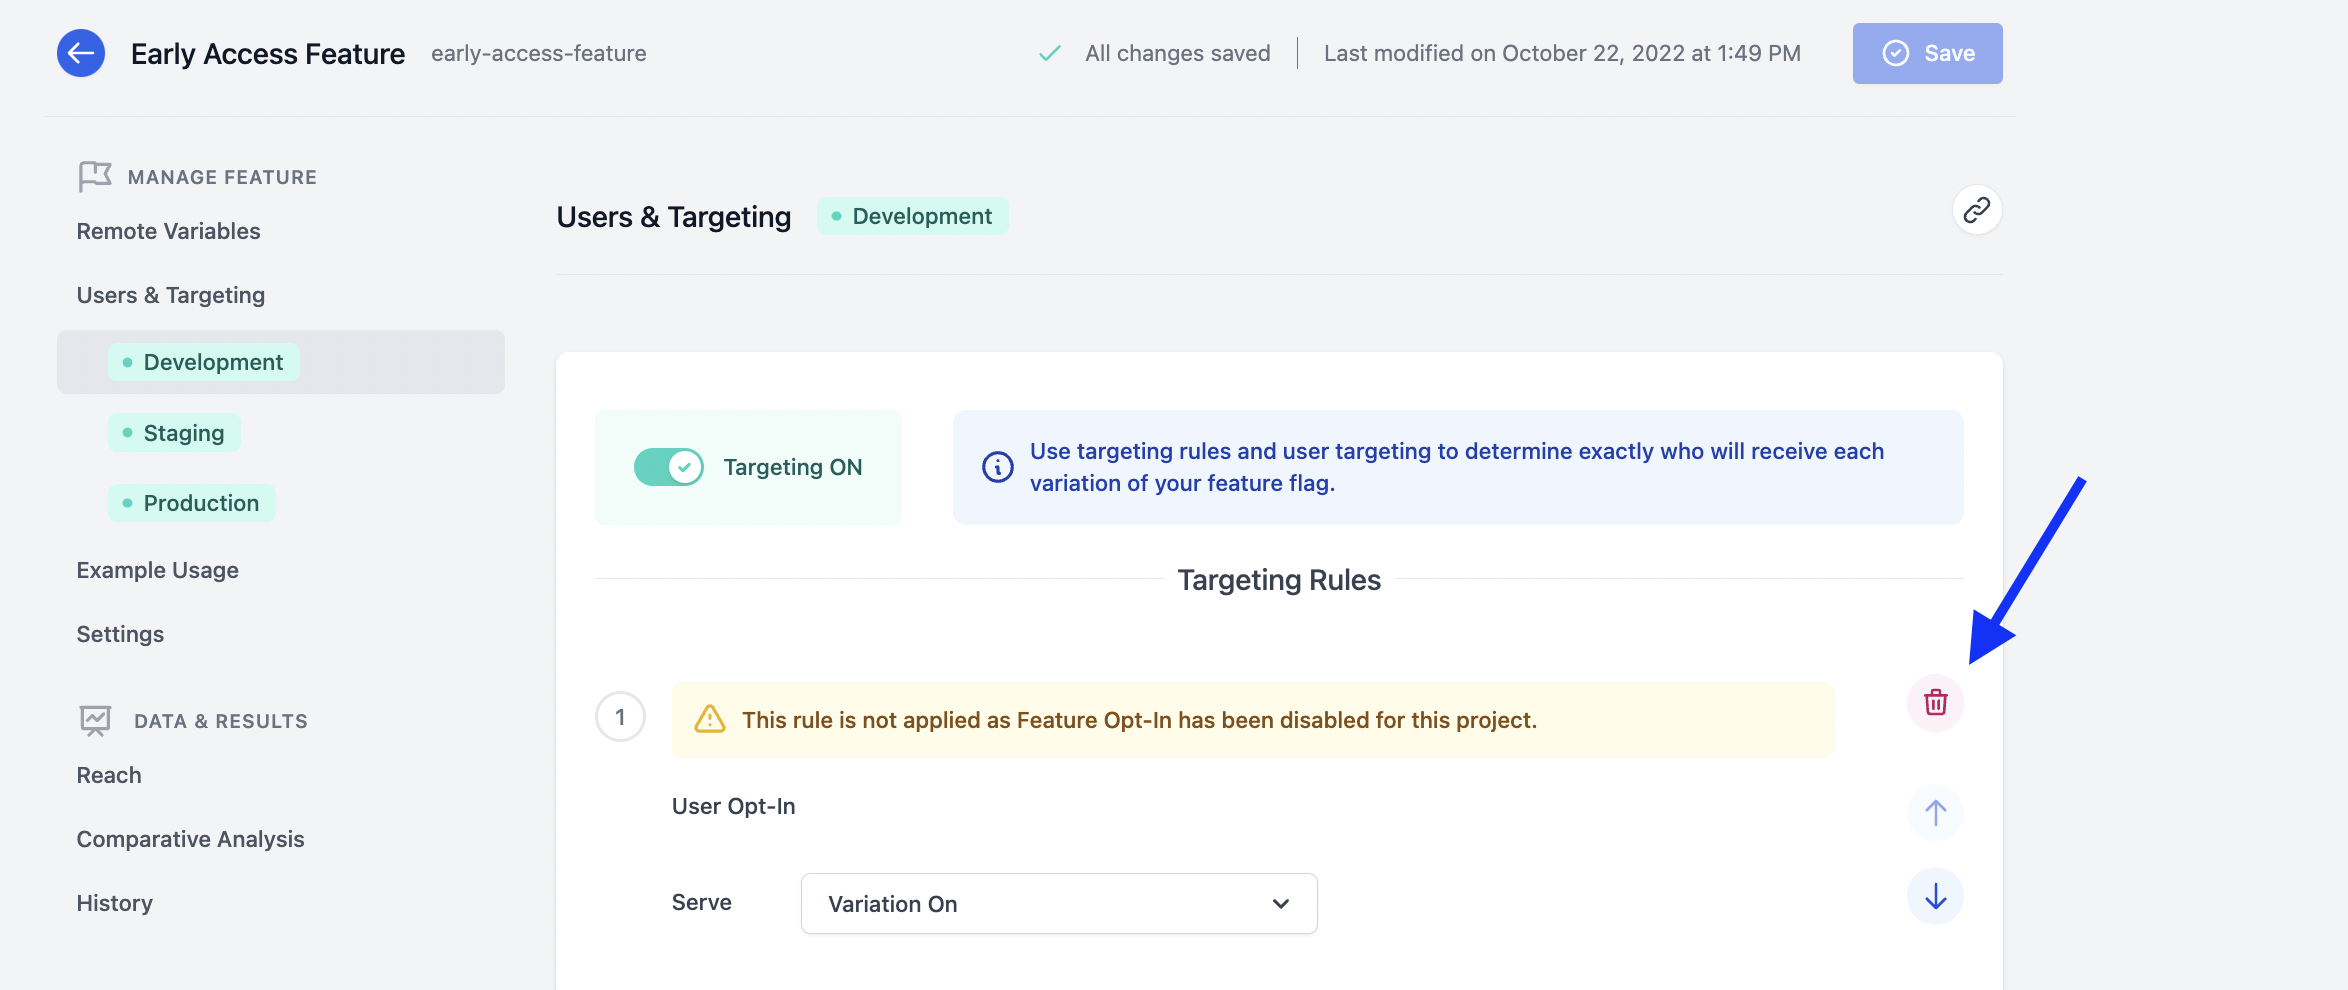 Early Access Feature early-access-feature
All changes saved Last modified on October 22, 2022 at 1:49 PM Save
MANAGE FEATURE
Remote Variables
Users & Targeting
Development
Staging
Production
Example Usage
Settings
DATA & RESULTS
Reach
Comparative Analysis
History
Users & Targeting Development
Targeting ON
Use targeting rules and user targeting to determine exactly who will receive each
variation of your feature flag.
Targeting Rules
1 This rule is not applied as Feature Opt-In has been disabled for this project.
User Opt-In
Serve Variation On